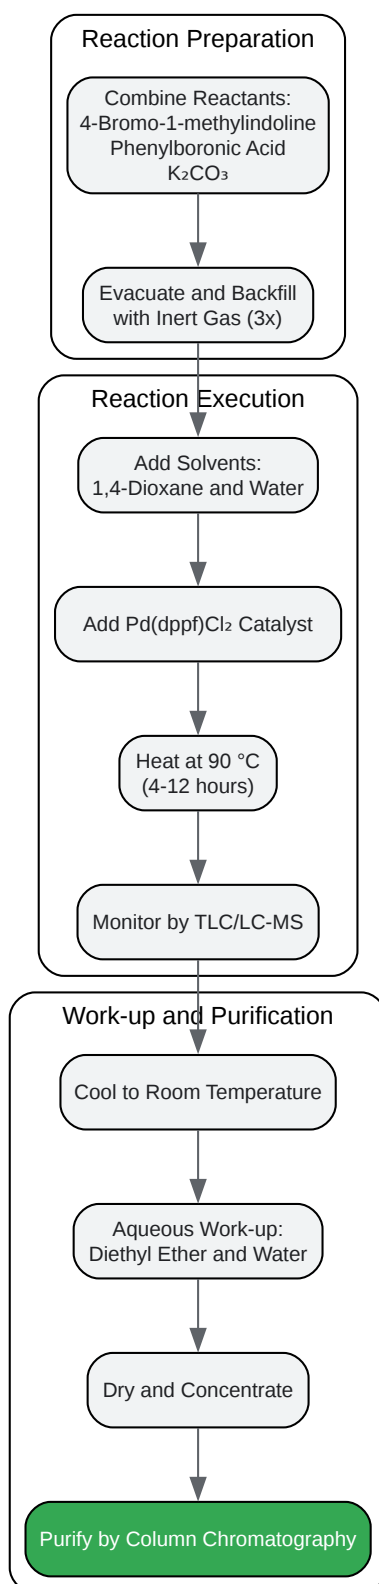 Reaction Preparation
Combine Reactants:
4-Bromo-1-methylindoline
Phenylboronic Acid
K₂CO₃
Evacuate and Backfill
with Inert Gas (3x)
Reaction Execution
Add Solvents:
1,4-Dioxane and Water
Add Pd(dppf)Cl₂ Catalyst
Heat at 90 °C
(4-12 hours)
Monitor by TLC/LC-MS
Work-up and Purification
Cool to Room Temperature
Aqueous Work-up:
Diethyl Ether and Water
Dry and Concentrate
Purify by Column Chromatography